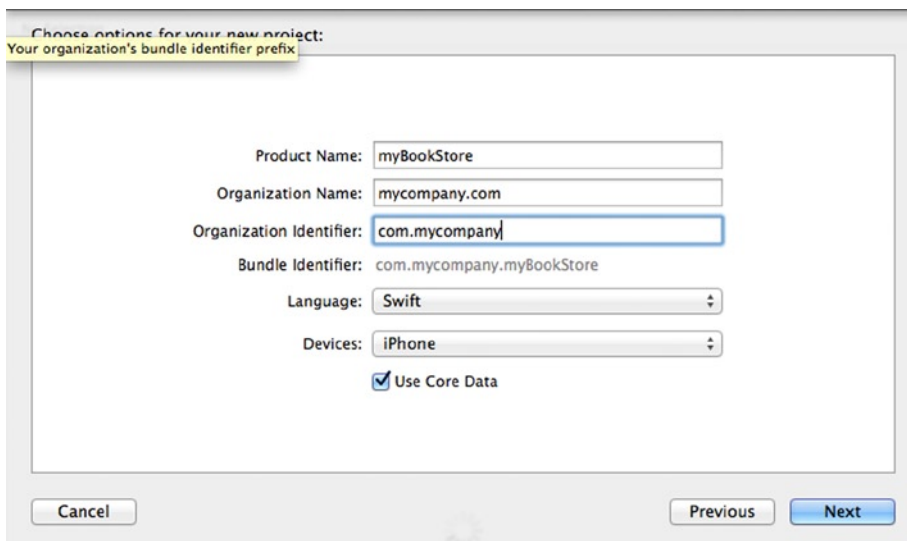 Choose options for your new project:
Your organization's bundle identifier prefix
Product Name: myBookStore
Organization Name: mycompany.com
Organization Identifier: com.mycompany
Bundle Identifier: com.mycompany.myBookStore
Language: Swift
Devices: iPhone
Use Core Data
Cancel Previous Next